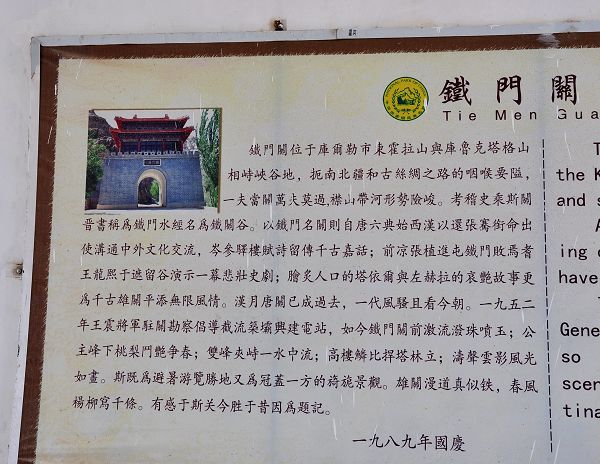 鐵門關
Tie Men Gua
鐵門關位于庫爾勒市東霍拉山與庫魯克塔格山
相峙峽谷地，扼南北疆和古絲綢之路的咽喉要隘，
一夫當關萬夫莫過，襟山帶河形勢險峻。考稽史乘斯關
晋書稱爲鐵門水經名爲鐵關谷。以鐵門名關則自唐六典始西漢以還張騫銜命出
使溝通中外文化交流，岑參驛樓賦詩留傳千古嘉話；前凉張植進屯鐵門敗焉耆
王龍熙于遮留谷演示一幕悲壯史劇；膾炙人口的塔依爾與左赫拉的哀艷故事更
爲千古雄關平添無限風情。漢月唐關已成過去，一代風騷且看今朝。一九五二
年王震將軍駐關勘察倡導截流築壩興建電站，如今鐵門關前激流潑珠噴玉；公
主峰下桃梨鬥艷争春；雙峰夾峙一水中流；高樓鱗比捍塔林立；濤聲雲影風光
如畫。斯既爲避暑游覽勝地又爲冠蓋一方的裿旎景觀。雄關漫道真似铁，春風
楊柳寫千條。有感于斯关今胜于昔因爲題記。
一九八九年國慶
T
the K
and s
A
ing o
have
Gene
so
scen
tina